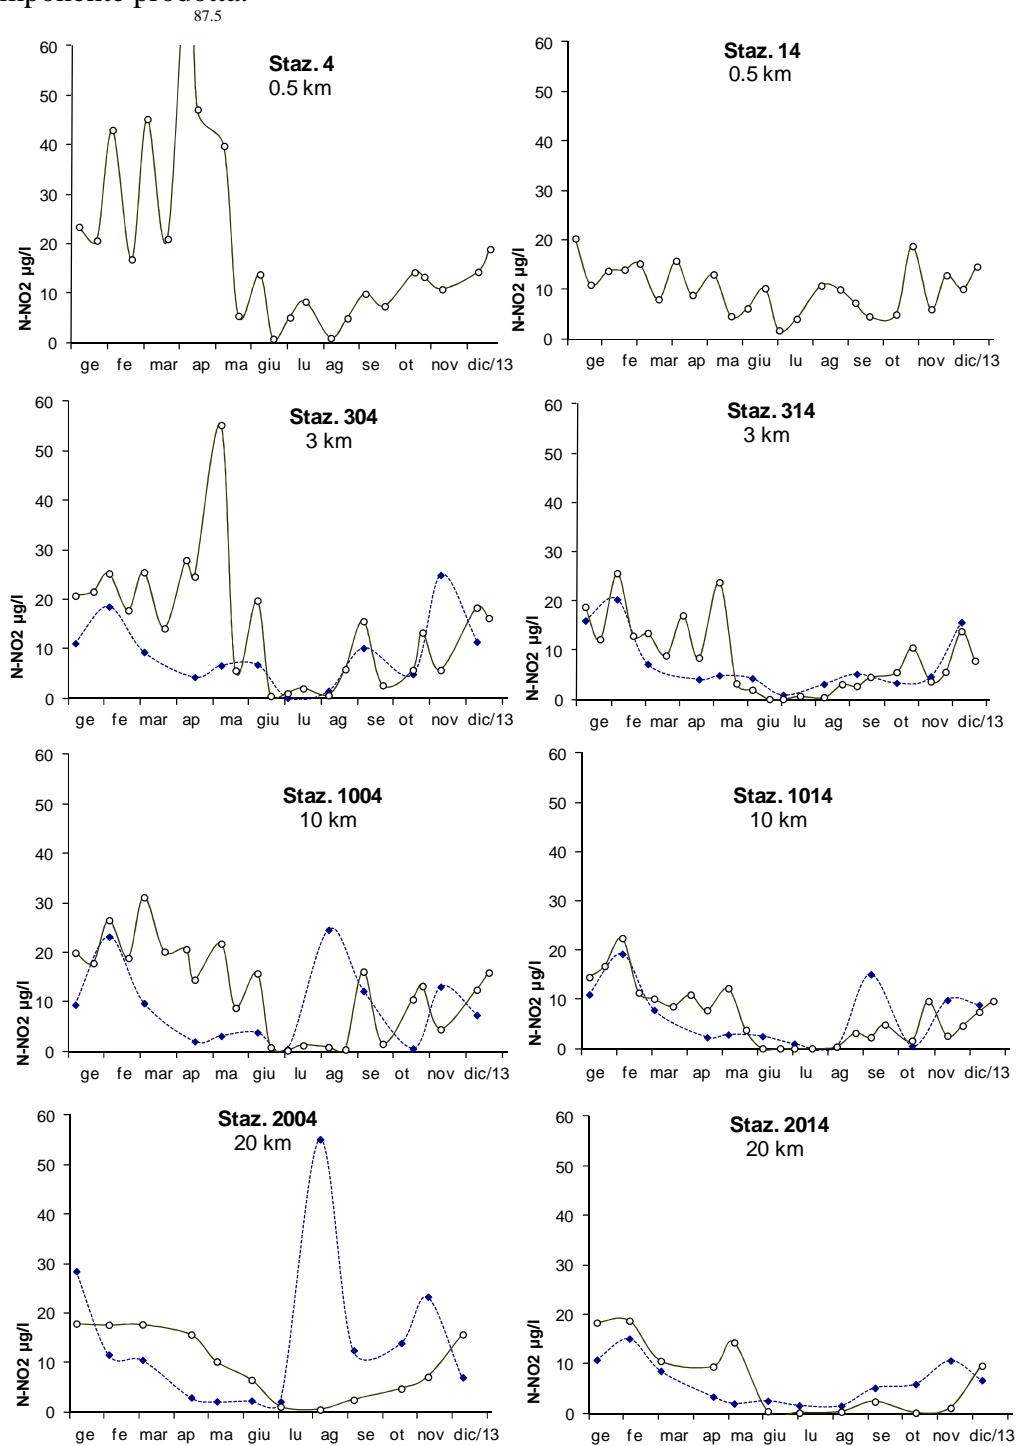 mponente prodotta.
87.5
Staz. 4
0.5 km
60
50
40
30
20
10
0
N-NO2 µg/l
ge fe mar ap ma giu lu ag se ot nov dic/13
Staz. 14
0.5 km
60
50
40
30
20
10
0
N-NO2 µg/l
ge fe mar ap ma giu lu ag se ot nov dic/13
Staz. 304
3 km
60
50
40
30
20
10
0
N-NO2 µg/l
ge fe mar ap ma giu lu ag se ot nov dic/13
Staz. 314
3 km
60
50
40
30
20
10
0
N-NO2 µg/l
ge fe mar ap ma giu lu ag se ot nov dic/13
Staz. 1004
10 km
60
50
40
30
20
10
0
N-NO2 µg/l
ge fe mar ap ma giu lu ag se ot nov dic/13
Staz. 1014
10 km
60
50
40
30
20
10
0
N-NO2 µg/l
ge fe mar ap ma giu lu ag se ot nov dic/13
Staz. 2004
20 km
60
50
40
30
20
10
0
N-NO2 µg/l
ge fe mar ap ma giu lu ag se ot nov dic/13
Staz. 2014
20 km
60
50
40
30
20
10
0
N-NO2 µg/l
ge fe mar ap ma giu lu ag se ot nov dic/13